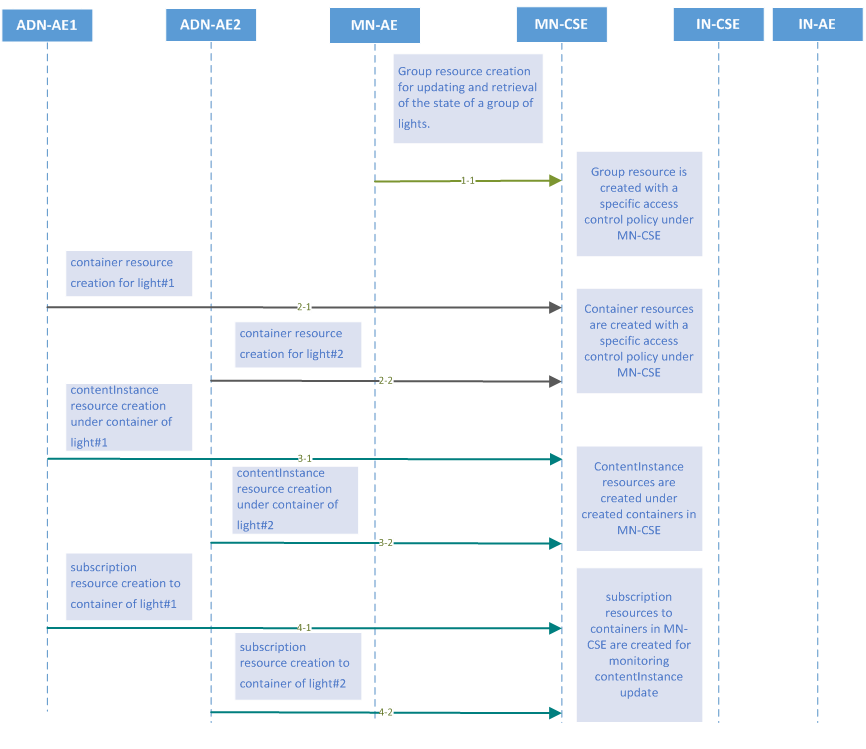 ADN-AE1
ADN-AE2
MN-AE
MN-CSE
IN-CSE
IN-AE
Group resource creation
for updating and retrieval
of the state of a group of
lights.
1-1
Group resource is
created with a
specific access
control policy under
MN-CSE
container resource
creation for light#1
2-1
Container resources
are created with a
specific access
control policy under
MN-CSE
container resource
creation for light#2
2-2
contentInstance
resource creation
under container of
light#1
3-1
ContentInstance
resources are
created under
created containers in
MN-CSE
contentInstance
resource creation
under container of
light#2
3-2
subscription
resource creation to
container of light#1
4-1
subscription
resources to
containers in MN-
CSE are created for
monitoring
contentInstance
update
subscription
resource creation to
container of light#2
4-2